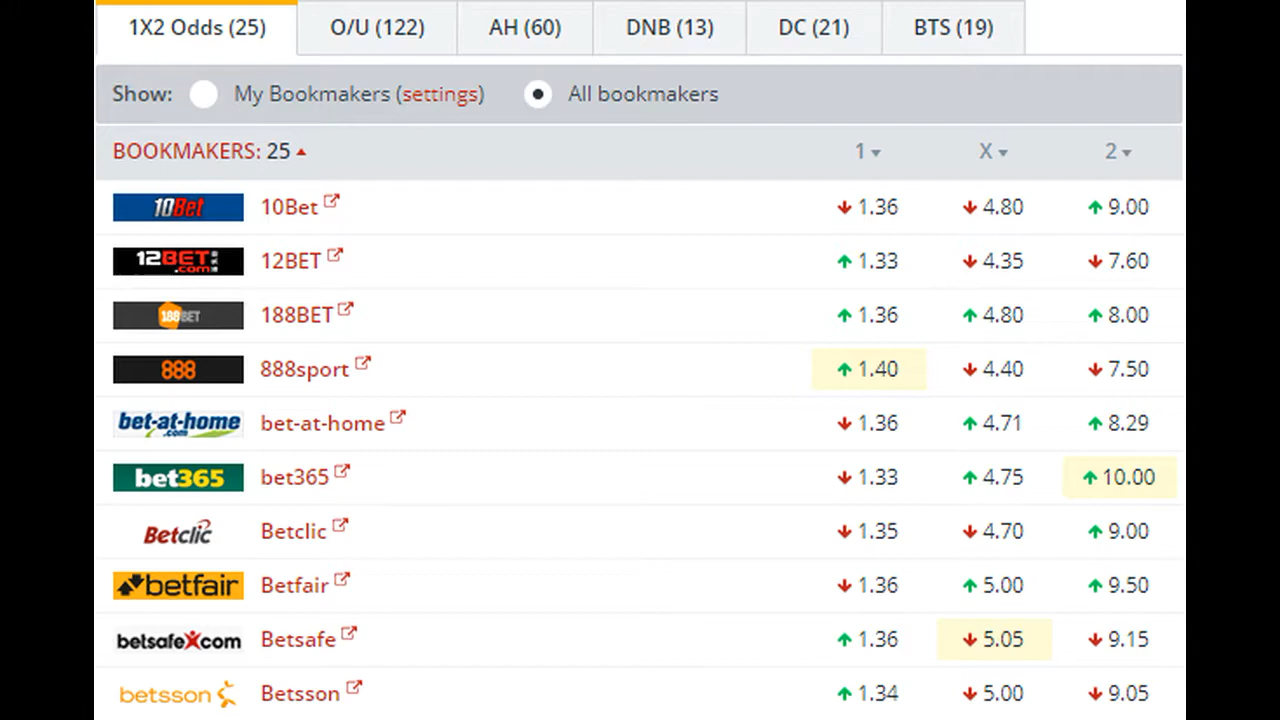 1X2 Odds (25) O/U (122) AH (60) DNB (13) DC (21) BTS (19)
Show: My Bookmakers (settings) All bookmakers
BOOKMAKERS: 25 1 X 2
10Bet 10Bet 1.36 4.80 9.00
12BET.com 12BET 1.33 4.35 7.60
188BET 188BET 1.36 4.80 8.00
888 888sport 1.40 4.40 7.50
bet-at-home.com bet-at-home 1.36 4.71 8.29
bet365 bet365 1.33 4.75 10.00
Betclic Betclic 1.35 4.70 9.00
betfair Betfair 1.36 5.00 9.50
betsafe.com Betsafe 1.36 5.05 9.15
betsson Betsson 1.34 5.00 9.05